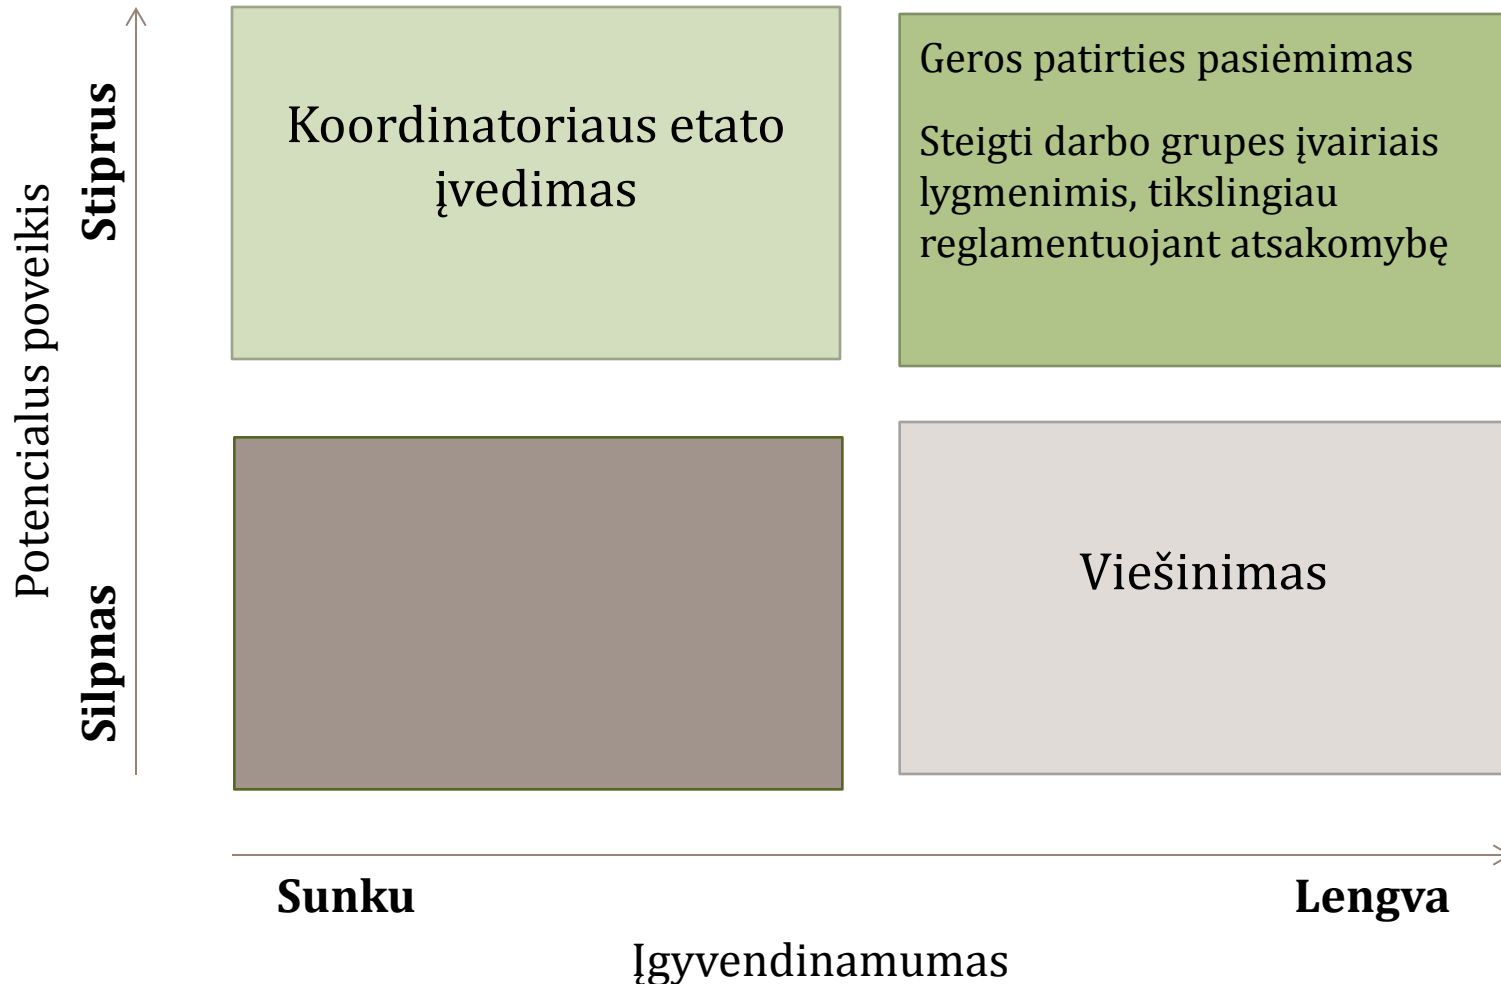 Potencialus poveikis
Stiprus
Silpnas
Koordinatoriaus etato
įvedimas
Geros patirties pasiėmimas
Steigti darbo grupes įvairiais
lygmenimis, tikslingiau
reglamentuojant atsakomybę
Viešinimas
Sunku
Lengva
Įgyvendinamumas